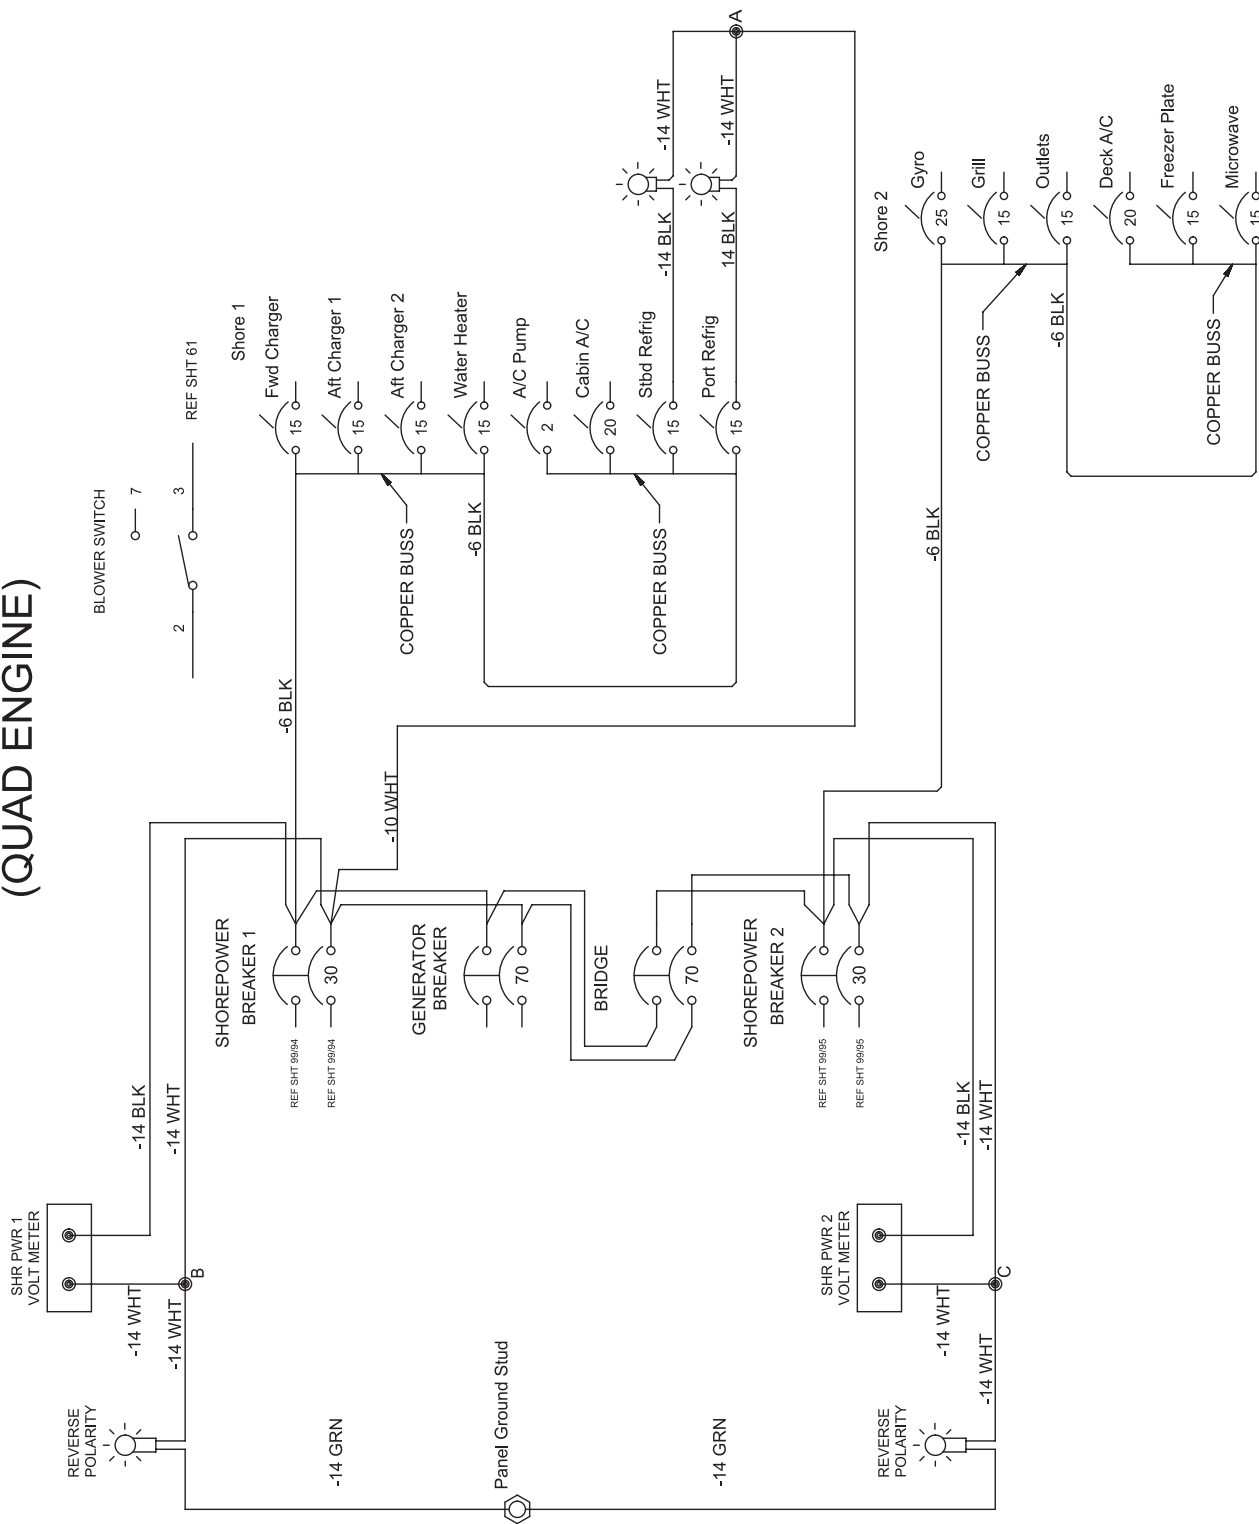 (QUAD ENGINE)
BLOWER SWITCH
7
2
3
REF SHT 61
SHR PWR 1
VOLT METER
REVERSE
POLARITY
-14 WHT
-14 WHT
B
-14 BLK
-14 WHT
SHOREPOWER
BREAKER 1
30
REF SHT 99/94
REF SHT 99/94
-6 BLK
-10 WHT
Shore 1
Fwd Charger
15
Aft Charger 1
15
Aft Charger 2
15
Water Heater
15
COPPER BUSS
-6 BLK
A/C Pump
2
Cabin A/C
20
Stbd Refrig
15
Port Refrig
15
COPPER BUSS
-14 BLK
-14 WHT
14 BLK
-14 WHT
A
-14 GRN
Panel Ground Stud
-14 GRN
GENERATOR
BREAKER
70
BRIDGE
70
SHOREPOWER
BREAKER 2
30
REF SHT 99/95
REF SHT 99/95
SHR PWR 2
VOLT METER
REVERSE
POLARITY
-14 WHT
-14 WHT
C
-14 BLK
-14 WHT
-6 BLK
Shore 2
Gyro
25
Grill
15
Outlets
15
COPPER BUSS
-6 BLK
Deck A/C
20
Freezer Plate
15
Microwave
15
COPPER BUSS